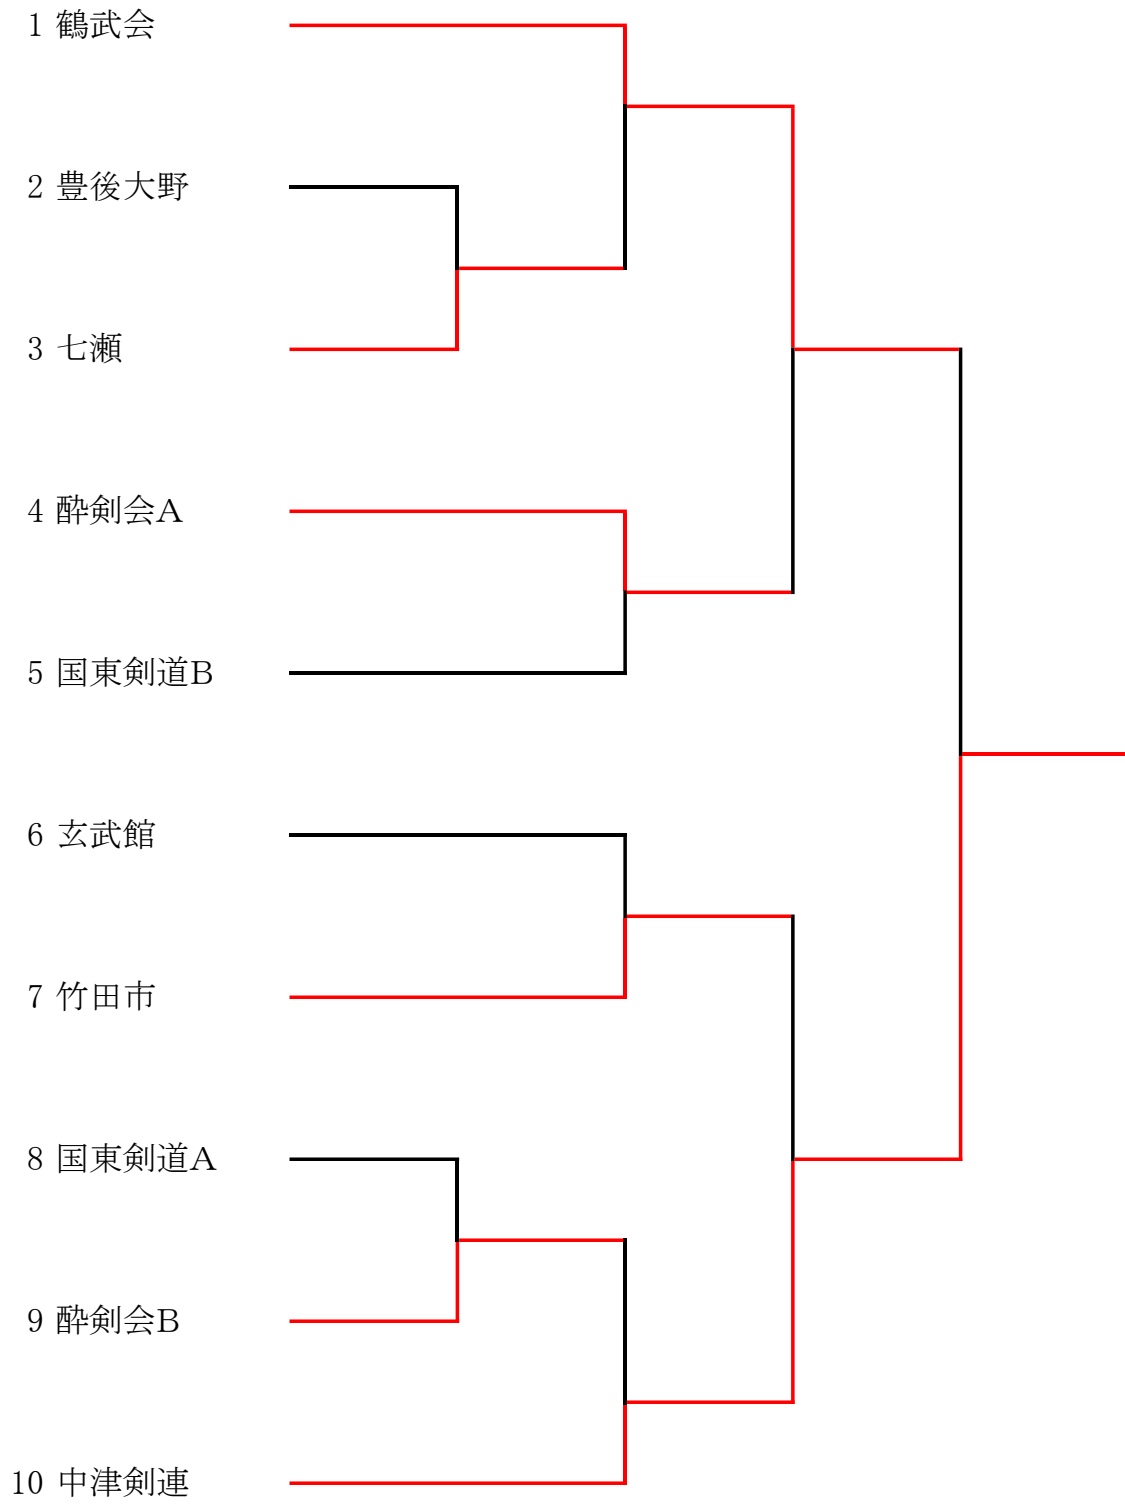 1 鶴武会
2 豊後大野
3 七瀬
4 酔剣会A
5 国東剣道B
6 玄武館
7 竹田市
8 国東剣道A
9 酔剣会B
10 中津剣連